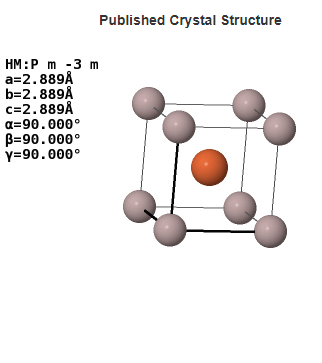 Published Crystal Structure
HM:P m -3 m
a=2.889Å
b=2.889Å
c=2.889Å
α=90.000°
β=90.000°
γ=90.000°